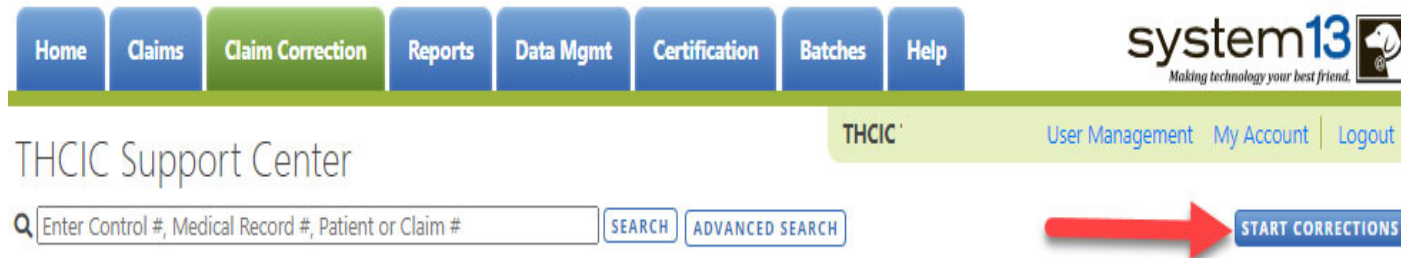 Home Claims Claim Correction Reports Data Mgmt Certification Batches Help
system13
Making technology your best friend.
THCIC
User Management My Account Logout
THCIC Support Center
Enter Control #, Medical Record #, Patient or Claim #
SEARCH
ADVANCED SEARCH
START CORRECTIONS